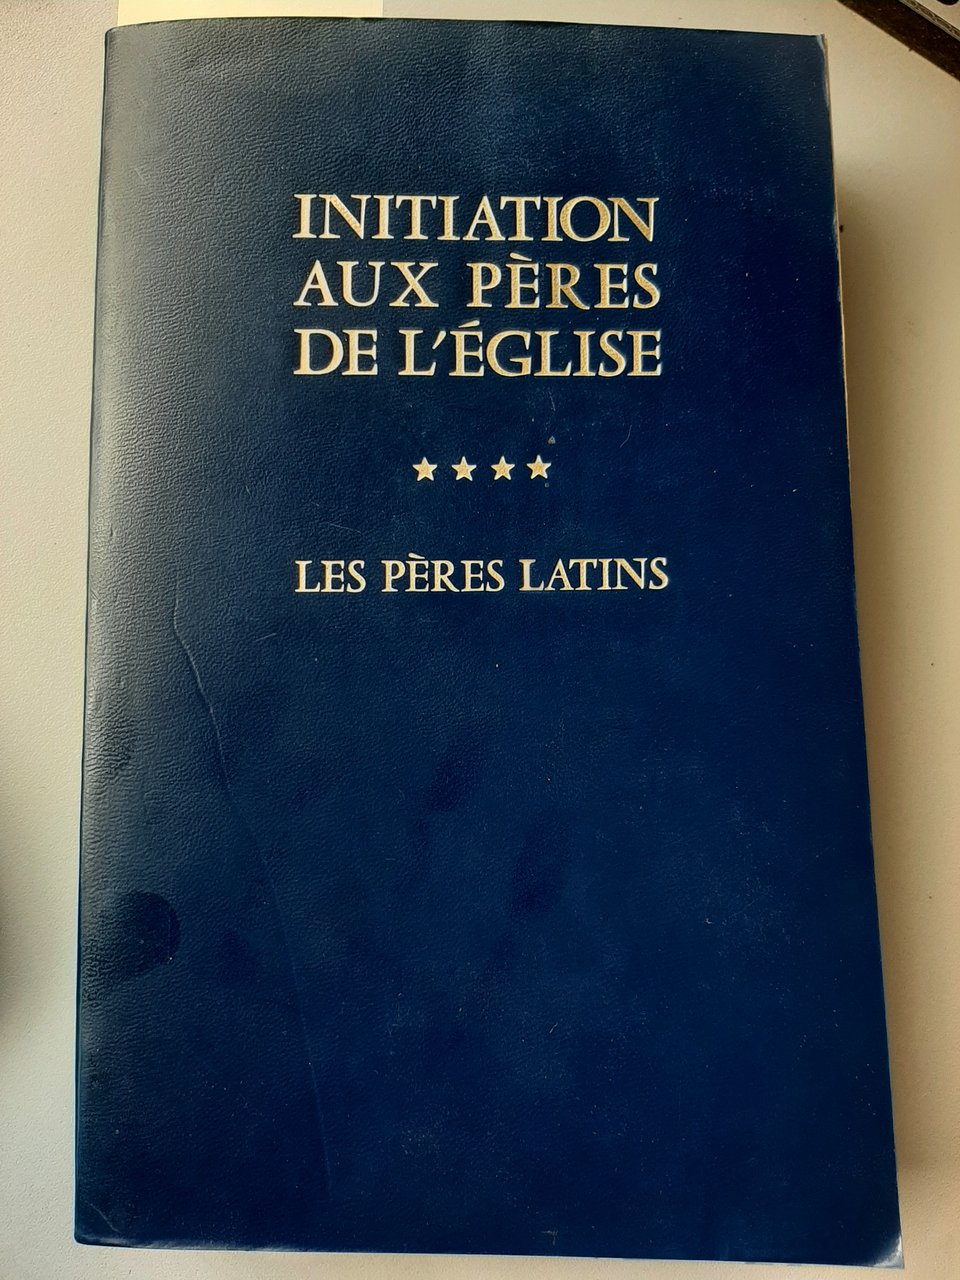 INITIATION
AUX PÈRES
DE L'ÉGLISE
★★★★
LES PÈRES LATINS